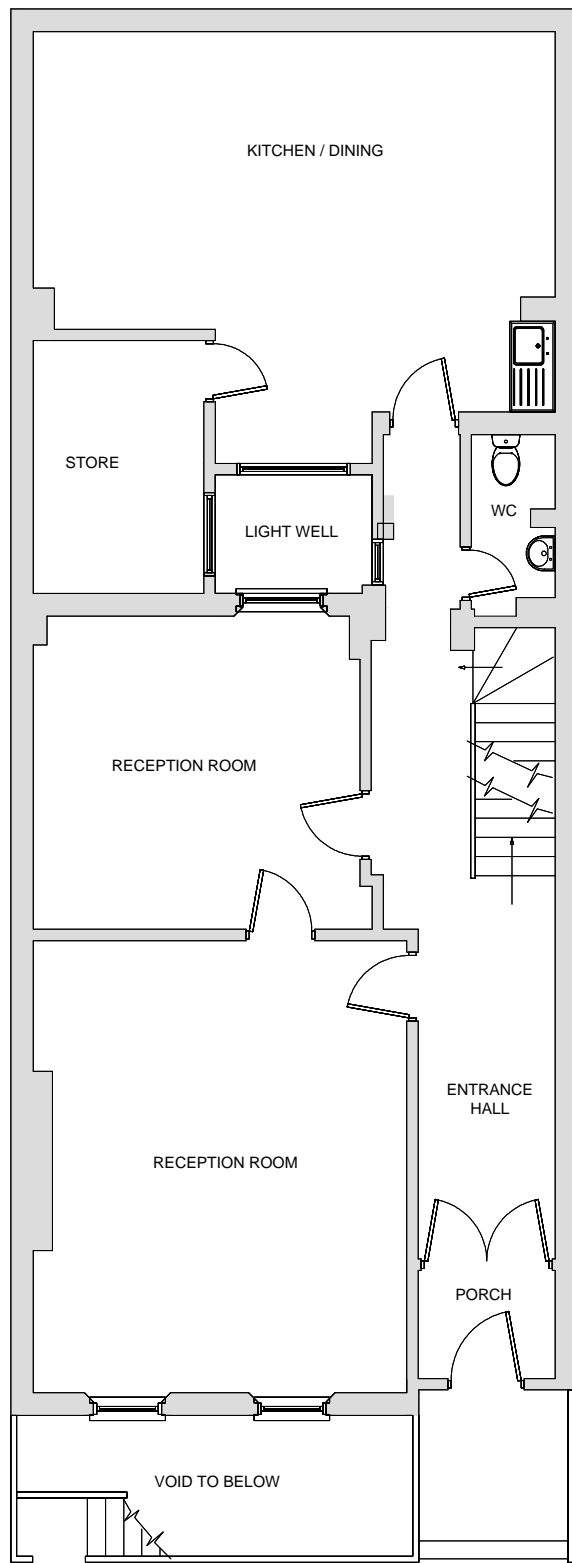 KITCHEN / DINING
STORE
WC
LIGHT WELL
RECEPTION ROOM
ENTRANCE
HALL
RECEPTION ROOM
PORCH
VOID TO BELOW